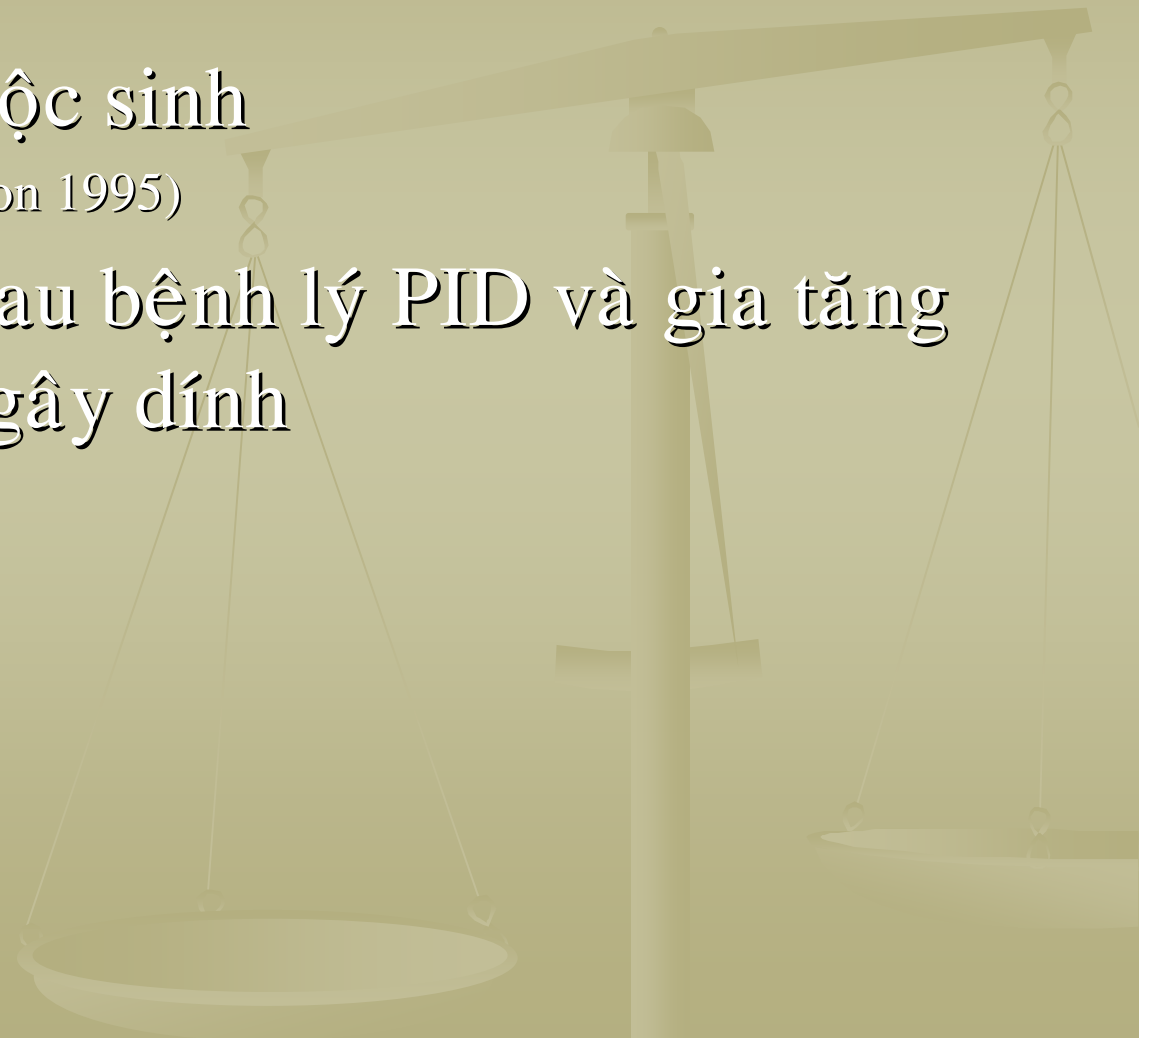 ộc sinh
on 1995)
au bệnh lý PID và gia tăng
gây dính